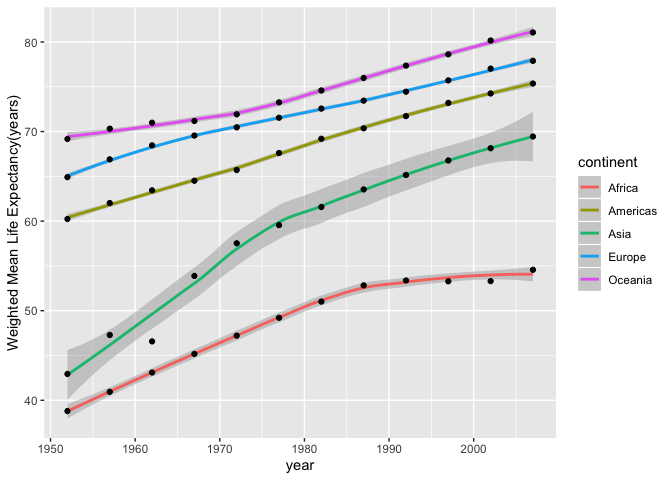 80
70
60
50
40
Weighted Mean Life Expectancy(years)
1950 1960 1970 1980 1990 2000
year
continent
Africa
Americas
Asia
Europe
Oceania